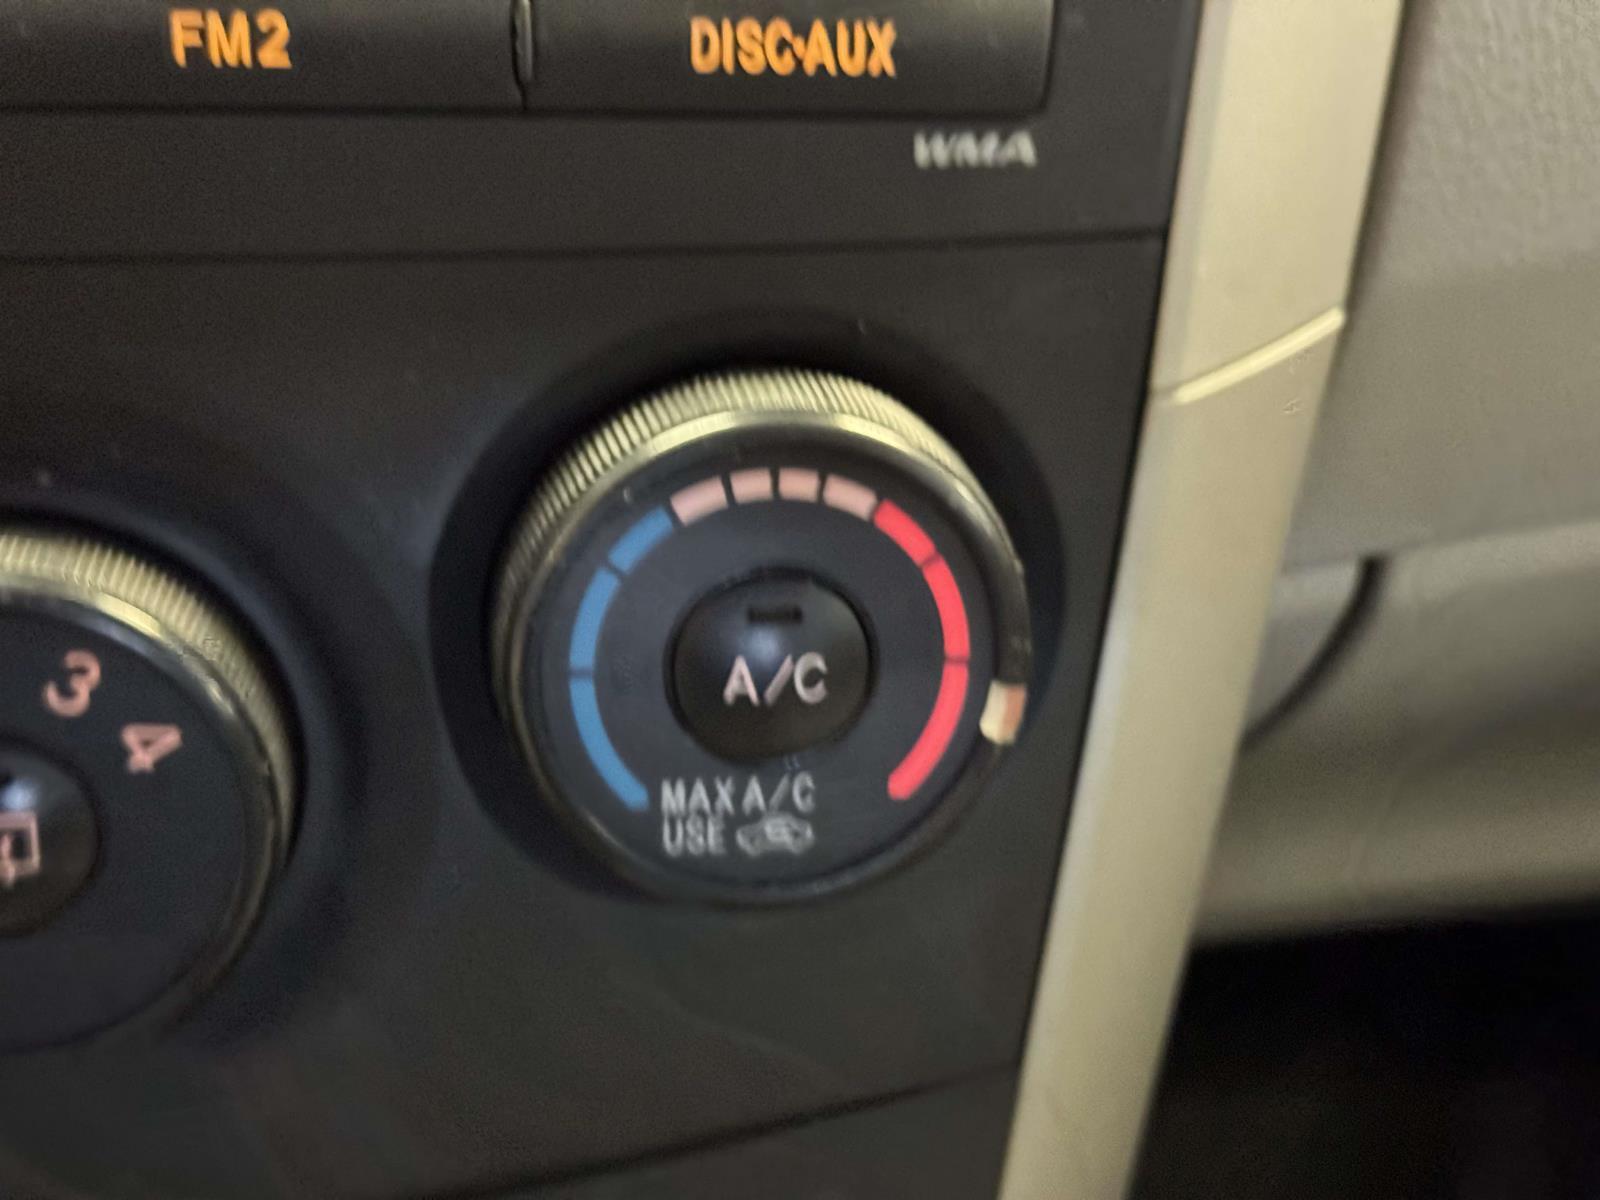 FM2
DISC·AUX
WMA
3
4
A/C
MAX A/C
USE